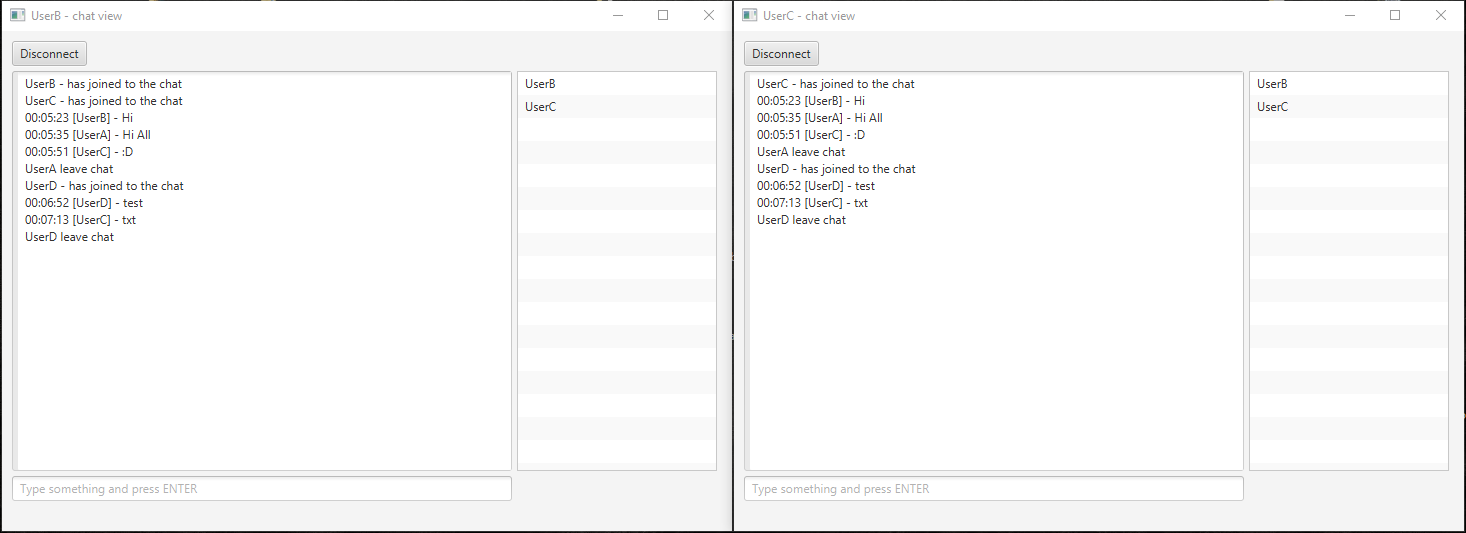 UserB - chat view
Disconnect
UserB - has joined to the chat
UserC - has joined to the chat
00:05:23 [UserB] - Hi
00:05:35 [UserA] - Hi All
00:05:51 [UserC] - :D
UserA leave chat
UserD - has joined to the chat
00:06:52 [UserD] - test
00:07:13 [UserC] - txt
UserD leave chat
UserB
UserC
Type something and press ENTER
UserC - chat view
Disconnect
UserC - has joined to the chat
00:05:23 [UserB] - Hi
00:05:35 [UserA] - Hi All
00:05:51 [UserC] - :D
UserA leave chat
UserD - has joined to the chat
00:06:52 [UserD] - test
00:07:13 [UserC] - txt
UserD leave chat
UserB
UserC
Type something and press ENTER